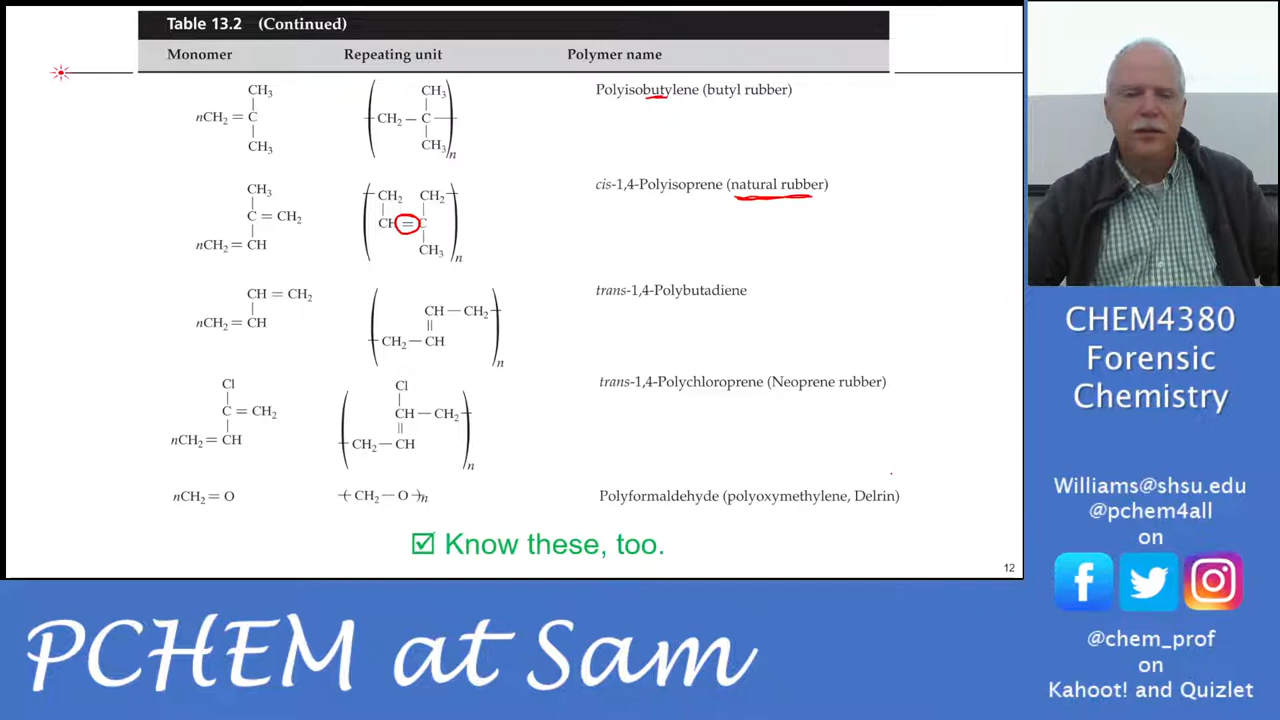 Table 13.2 (Continued)
Monomer Repeating unit Polymer name
CH3 CH3 Polyisobutylene (butyl rubber)
nCH2 = C CH2 — C
CH3 CH3 n
CH3 CH2 CH2 cis-1,4-Polyisoprene (natural rubber)
C = CH2 CH = C
nCH2 = CH CH3 n
CH = CH2 CH — CH2 trans-1,4-Polybutadiene
nCH2 = CH CH2 — CH n
Cl Cl trans-1,4-Polychloroprene (Neoprene rubber)
C = CH2 CH — CH2
nCH2 = CH CH2 — CH n
nCH2 = O (CH2 — O)n Polyformaldehyde (polyoxymethylene, Delrin)
☑ Know these, too.
12
CHEM4380
Forensic
Chemistry
Williams@shsu.edu
@pchem4all
on
@chem_prof
on
Kahoot! and Quizlet
PCHEM at Sam